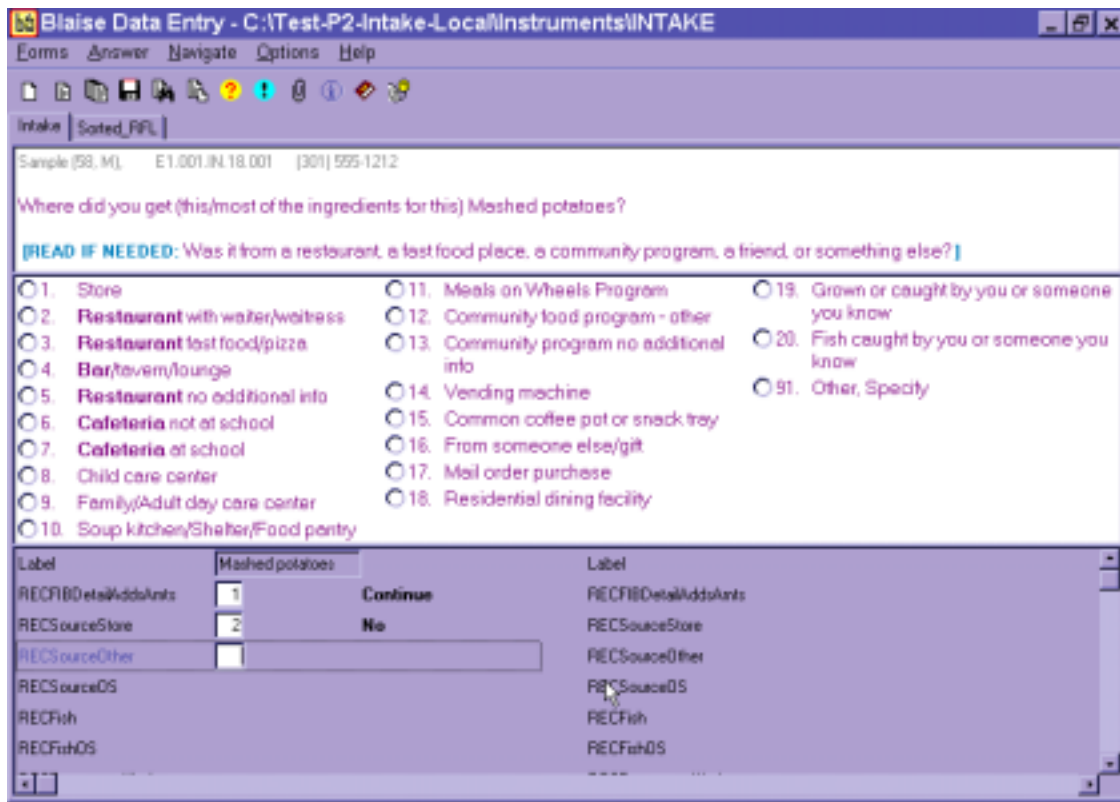 Blaise Data Entry - C:\Test-P2-Intake-Local\Instruments\INTAKE
Forms Answer Navigate Options Help
Intake Sorted_RFL
Sample (58, M), E1.001.IN.18.001 (301) 555-1212
Where did you get (this/most of the ingredients for this) Mashed potatoes?
[READ IF NEEDED: Was it from a restaurant, a fast food place, a community program, a friend, or something else?]
1. Store
2. Restaurant with waiter/waitress
3. Restaurant fast food/pizza
4. Bar/tavern/lounge
5. Restaurant no additional info
6. Cafeteria not at school
7. Cafeteria at school
8. Child care center
9. Family/Adult day care center
10. Soup kitchen/Shelter/Food pantry
11. Meals on Wheels Program
12. Community food program - other
13. Community program no additional
info
14. Vending machine
15. Common coffee pot or snack tray
16. From someone else/gift
17. Mail order purchase
18. Residential dining facility
19. Grown or caught by you or someone
you know
20. Fish caught by you or someone you
know
91. Other, Specify
Label Mashed potatoes Label
RECFIBDetailAddsAmts 1 Continue RECFIBDetailAddsAmts
RECSourceStore 2 No RECSourceStore
RECSourceOther RECSourceOther
RECSourceOS RECSourceOS
RECFish RECFish
RECFishOS RECFishOS